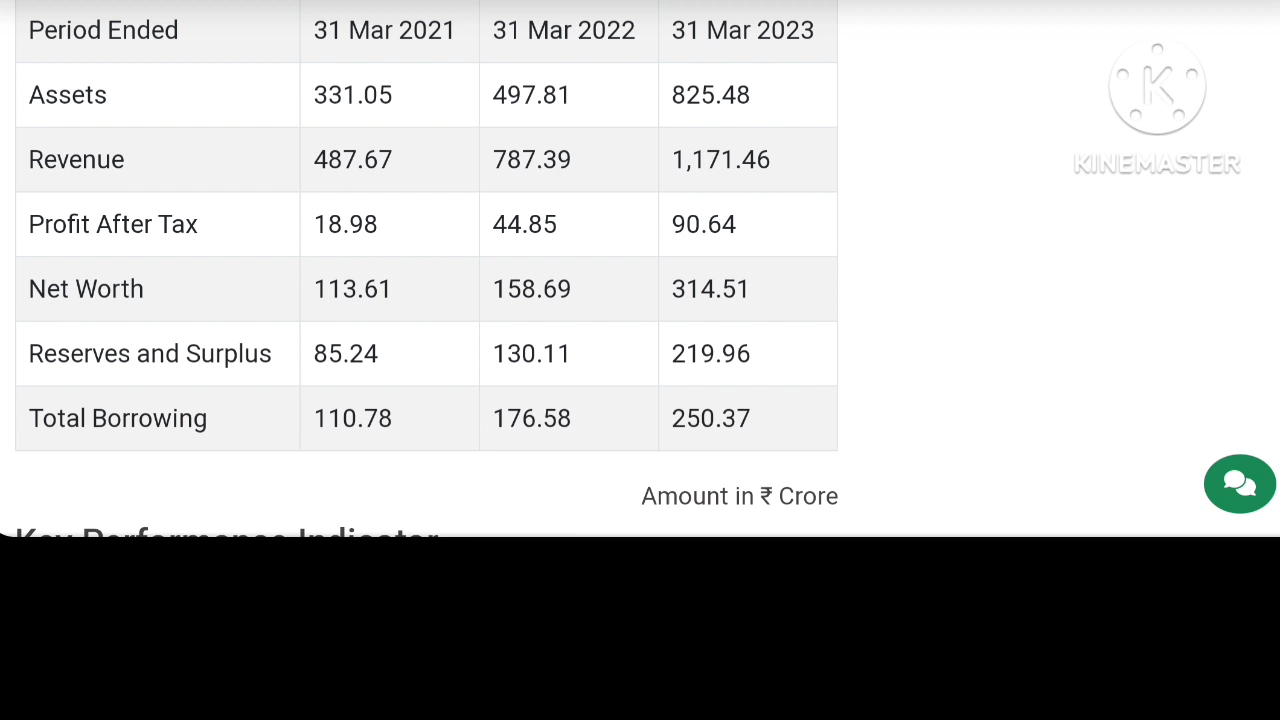 Period Ended 31 Mar 2021 31 Mar 2022 31 Mar 2023
Assets 331.05 497.81 825.48
Revenue 487.67 787.39 1,171.46
Profit After Tax 18.98 44.85 90.64
Net Worth 113.61 158.69 314.51
Reserves and Surplus 85.24 130.11 219.96
Total Borrowing 110.78 176.58 250.37
Amount in ₹ Crore
Key Performance Indicator
K
KINEMASTER